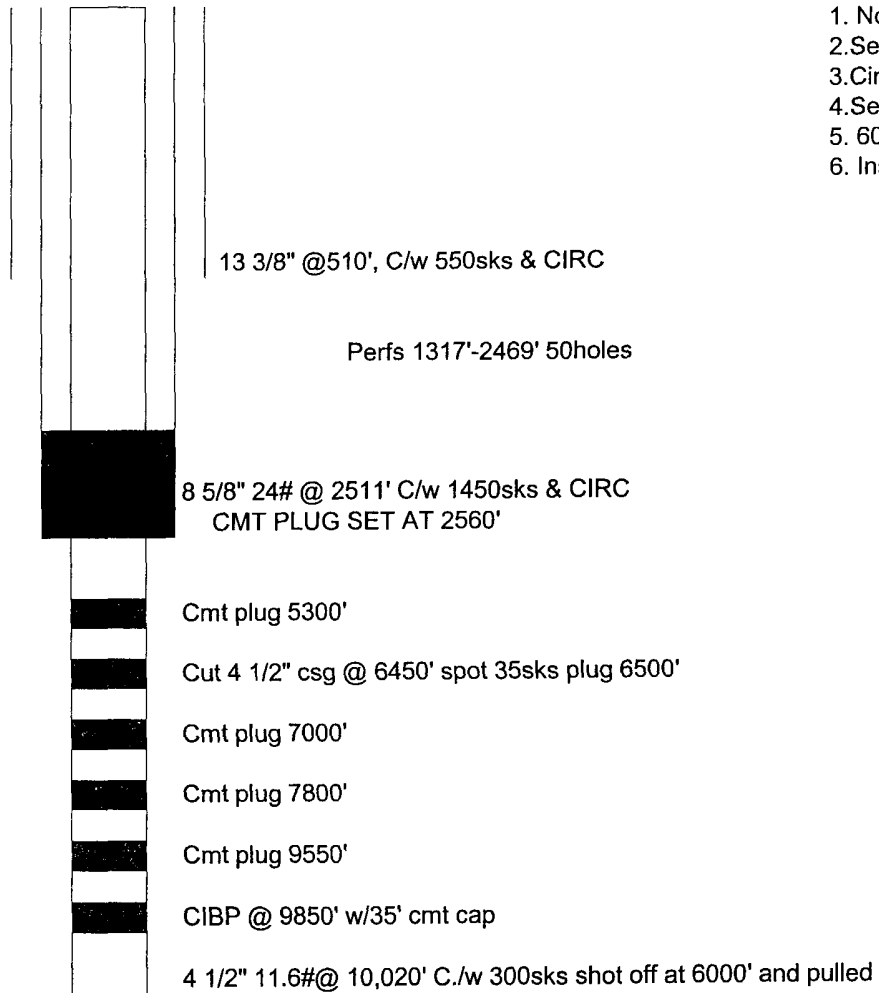 1. No
2.Se
3.Cir
4.Se
5. 60
6. In
13 3/8" @510', C/w 550sks & CIRC
Perfs 1317'-2469' 50holes
8 5/8" 24# @ 2511' C/w 1450sks & CIRC
CMT PLUG SET AT 2560'
Cmt plug 5300'
Cut 4 1/2" csg @ 6450' spot 35sks plug 6500'
Cmt plug 7000'
Cmt plug 7800'
Cmt plug 9550'
CIBP @ 9850' w/35' cmt cap
4 1/2" 11.6#@ 10,020' C./w 300sks shot off at 6000' and pulled